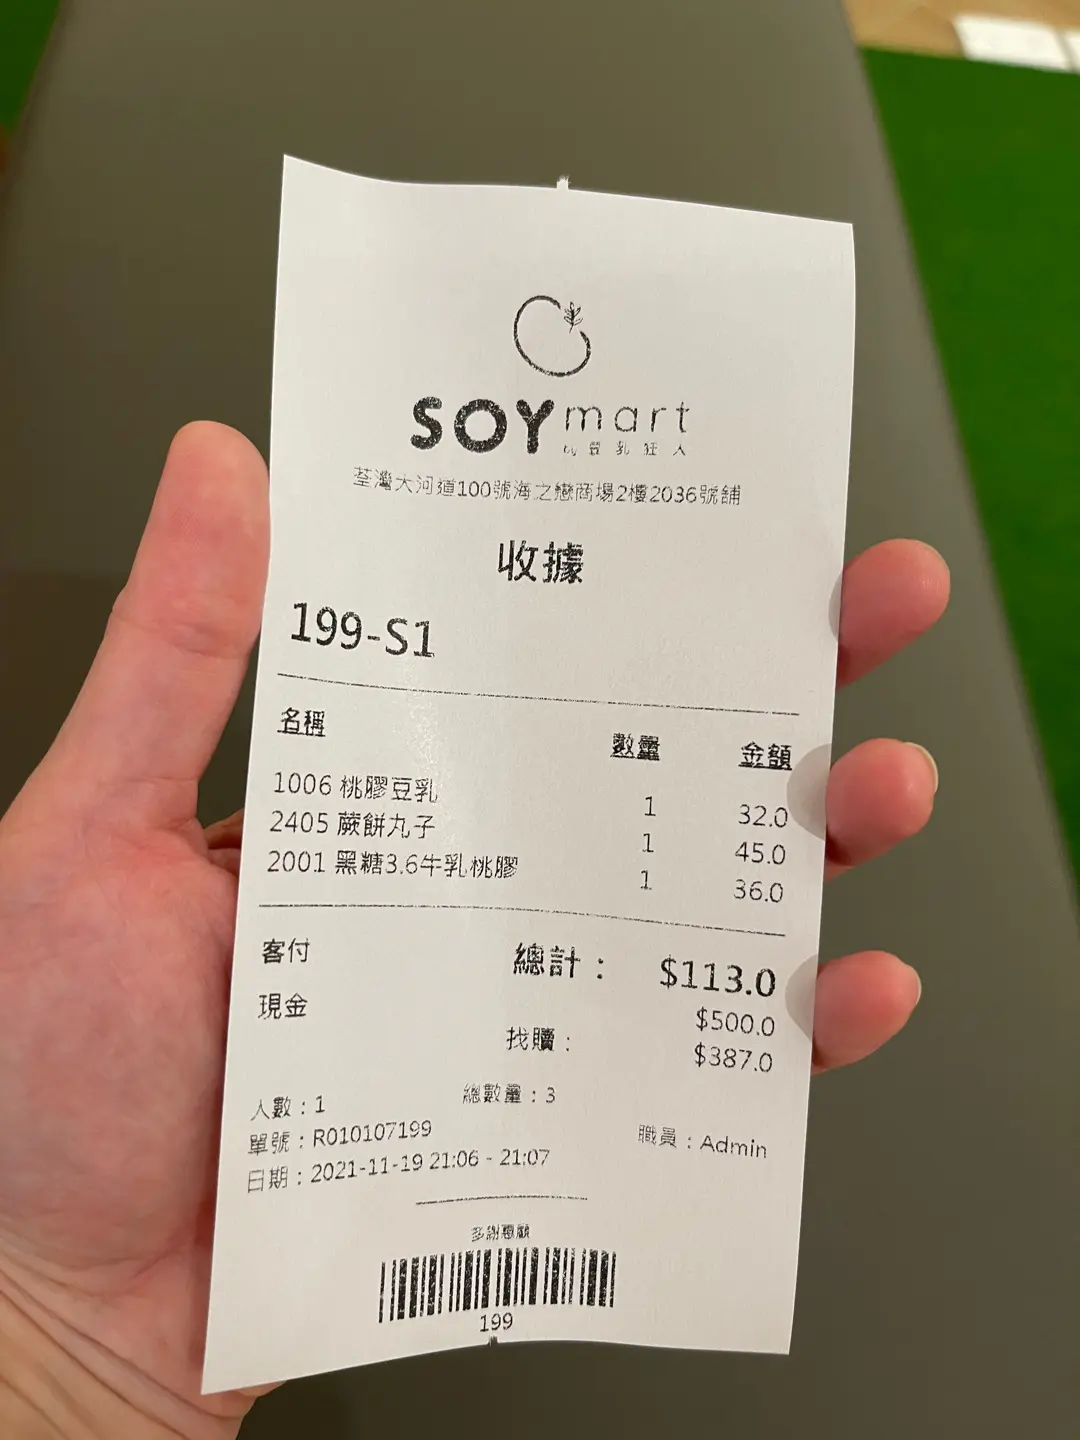 SOY mart
by 豆乳狂人
荃灣大河道100號海之戀商場2樓2036號舖
收據
199-S1
名稱 數量 金額
1006 桃膠豆乳 1 32.0
2405 蕨餅丸子 1 45.0
2001 黑糖3.6牛乳桃膠 1 36.0
客付 總計： $113.0
現金 $500.0
找贖： $387.0
人數：1 總數量：3
單號：R010107199 職員：Admin
日期：2021-11-19 21:06 - 21:07
多謝惠顧
199